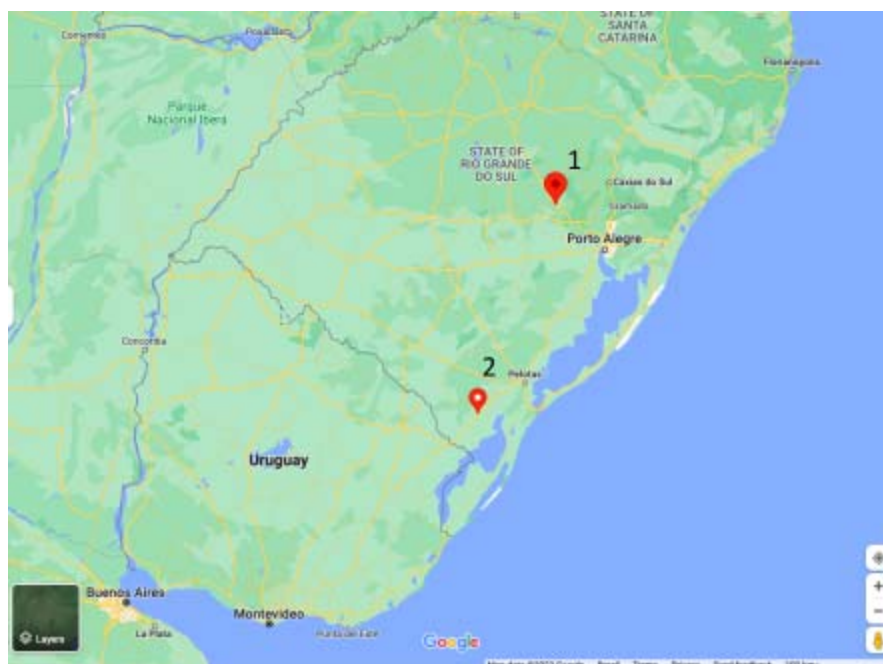 STATE OF
SANTA
CATARINA
Florianópolis
Parque
Nacional Iberá
STATE OF
RIO GRANDE
DO SUL
1
Caxias do Sul
Gramado
Porto Alegre
Concordia
2
Pelotas
Uruguay
Buenos Aires
Layers
La Plata
Montevideo
Punta del Este
Google